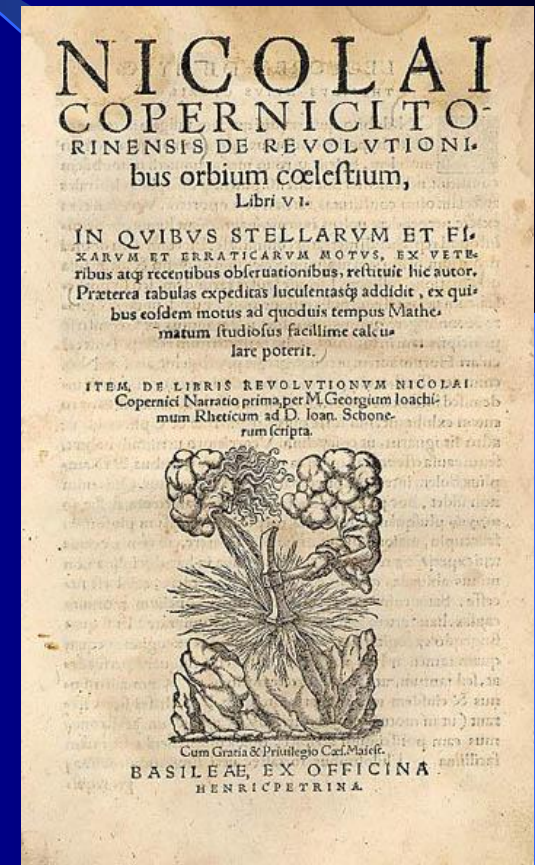 NICOLAI
COPERNICI TO-
RINENSIS DE REVOLVTIONI-
bus orbium cœleſtium,
Libri VI.
IN QVIBVS STELLARVM ET FI-
XARVM ET ERRATICARVM MOTVS, EX VETE-
ribus atq; recentibus obſeruationibus, reſtituit hic autor.
Præterea tabulas expeditas luculentasq; addidit, ex qui-
bus eoſdem motus ad quoduis tempus Mathe-
matum ſtudioſus facillime calcu-
lare poterit.
ITEM, DE LIBRIS REVOLVTIONVM NICOLAI
Copernici Narratio prima, per M. Georgium Ioachi-
mum Rheticum ad D. Ioan. Schone-
rum ſcripta.
Cum Gratia & Priuilegio Cæſ. Maieſt.
BASILEAE, EX OFFICINA
HENRICPETRINA.